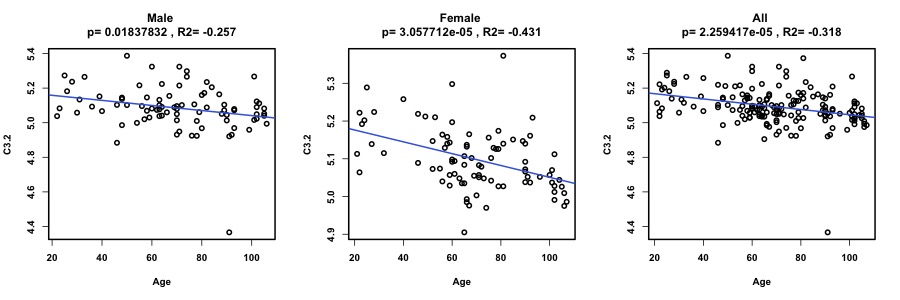 Male
p= 0.01837832 , R2= -0.257
5.4
5.2
5.0
4.8
4.6
4.4
C3.2
20 40 60 80 100
Age
Female
p= 3.057712e-05 , R2= -0.431
5.3
5.2
5.1
5.0
4.9
C3.2
20 40 60 80 100
Age
All
p= 2.259417e-05 , R2= -0.318
5.4
5.2
5.0
4.8
4.6
4.4
C3.2
20 40 60 80 100
Age